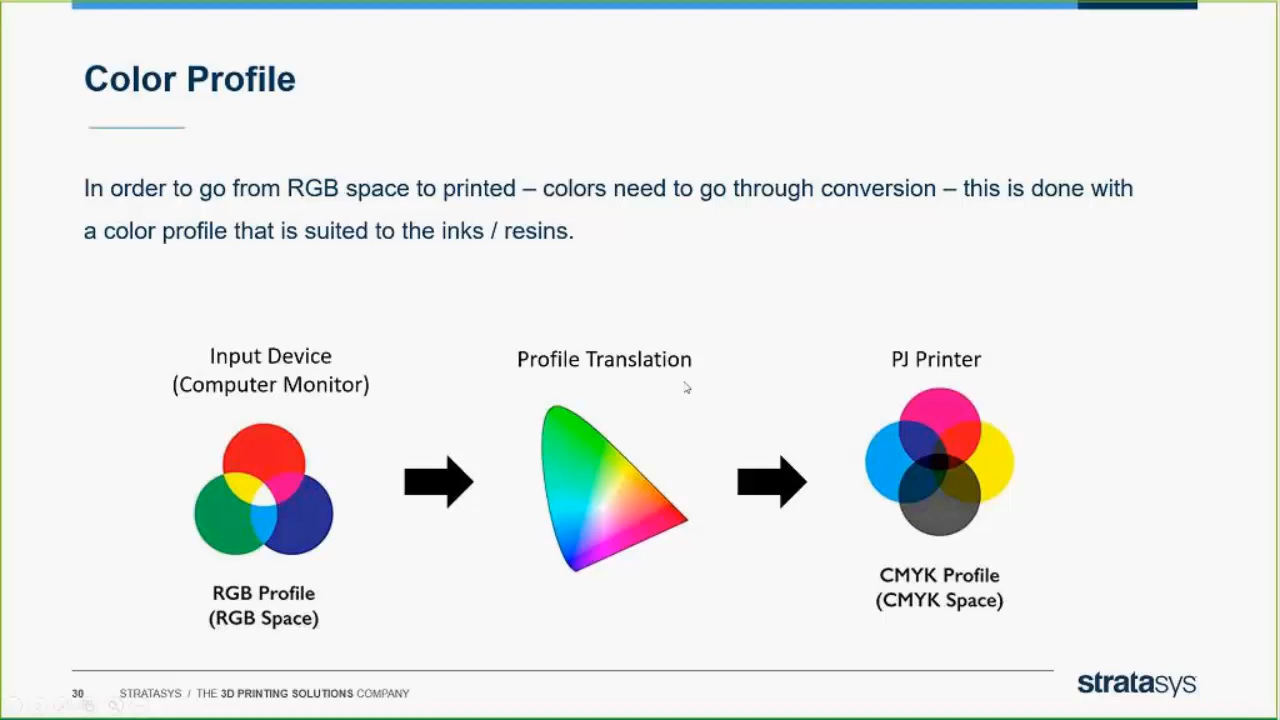 Color Profile
In order to go from RGB space to printed – colors need to go through conversion – this is done with
a color profile that is suited to the inks / resins.
Input Device
(Computer Monitor)
Profile Translation
PJ Printer
RGB Profile
(RGB Space)
CMYK Profile
(CMYK Space)
30 STRATASYS / THE 3D PRINTING SOLUTIONS COMPANY
stratasys